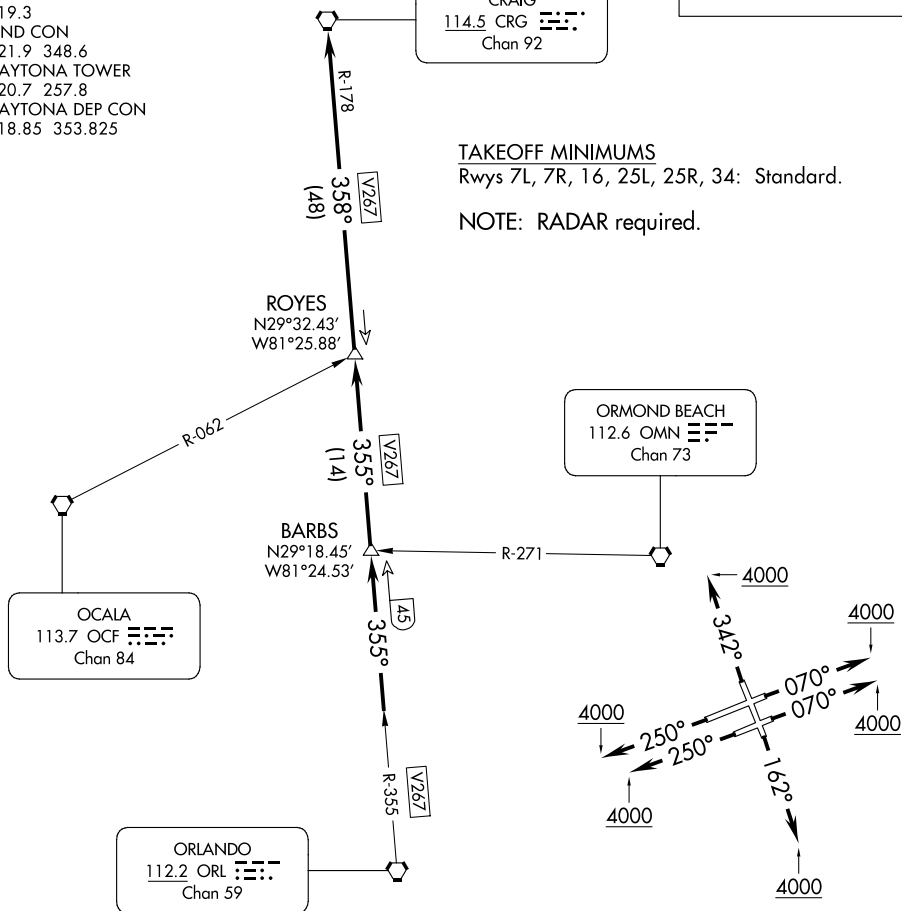 19.3
ND CON
21.9 348.6
AYTONA TOWER
20.7 257.8
AYTONA DEP CON
18.85 353.825
CRAIG
114.5 CRG
Chan 92
R-178
TAKEOFF MINIMUMS
Rwys 7L, 7R, 16, 25L, 25R, 34: Standard.
NOTE: RADAR required.
V267
358°
(48)
ROYES
N29°32.43'
W81°25.88'
R-062
V267
355°
(14)
ORMOND BEACH
112.6 OMN
Chan 73
BARBS
N29°18.45'
W81°24.53'
R-271
45
355°
OCALA
113.7 OCF
Chan 84
4000
342°
4000
070°
070°
4000
4000
250°
250°
4000
162°
4000
V267
R-355
ORLANDO
112.2 ORL
Chan 59